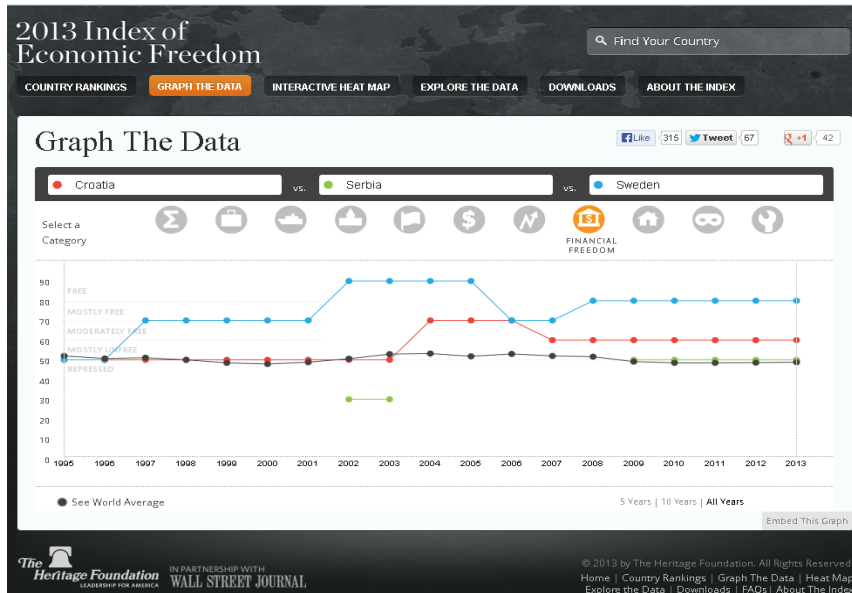 2013 Index of
Economic Freedom
Find Your Country
COUNTRY RANKINGS GRAPH THE DATA INTERACTIVE HEAT MAP EXPLORE THE DATA DOWNLOADS ABOUT THE INDEX
Graph The Data
Like 315 Tweet 67 +1 42
Croatia vs. Serbia vs. Sweden
Select a
Category
FINANCIAL
FREEDOM
90
FREE
80
MOSTLY FREE
70
MODERATELY FREE
60
MOSTLY UNFREE
50
REPRESSED
40
30
20
10
0
1995 1996 1997 1998 1999 2000 2001 2002 2003 2004 2005 2006 2007 2008 2009 2010 2011 2012 2013
See World Average
5 Years | 10 Years | All Years
Embed This Graph
The
Heritage Foundation
LEADERSHIP FOR AMERICA
IN PARTNERSHIP WITH
WALL STREET JOURNAL
© 2013 by The Heritage Foundation. All Rights Reserved
Home | Country Rankings | Graph The Data | Heat Map
Explore the Data | Downloads | FAQs | About The Index